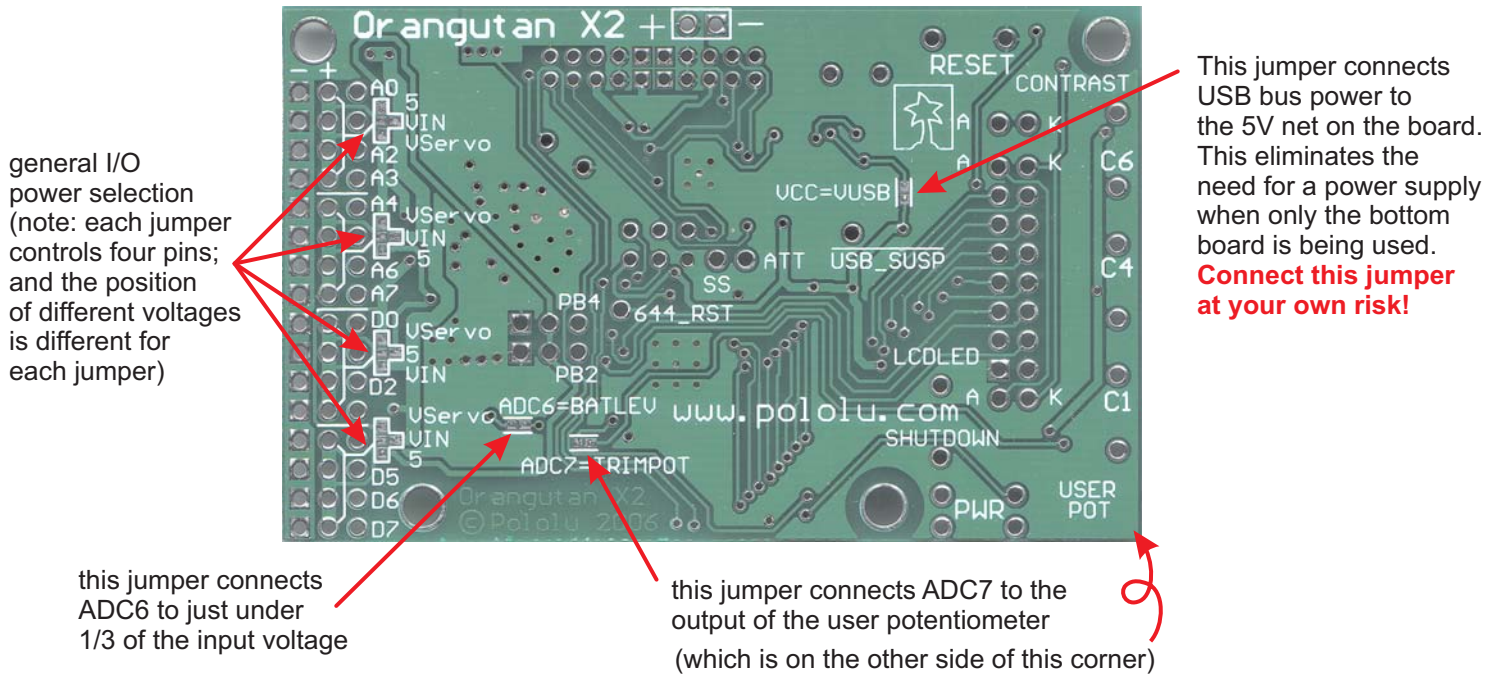 Orangutan X2 + −
− +
RESET
CONTRAST
A0
5
VIN
VServo
A2
A3
A4
VServo
VIN
5
A6
A7
D0
VServo
5
VIN
D2
VServo
VIN
5
D5
D6
D7
A K
A K
C6
VCC=VUSB
USB_SUSP
ATT
SS
C4
PB4
644_RST
PB2
LCDLED
A K
C1
ADC6=BATLEV
www.pololu.com
SHUTDOWN
ADC7=TRIMPOT
Orangutan X2
©Pololu 2006
PWR
USER
POT
general I/O
power selection
(note: each jumper
controls four pins;
and the position
of different voltages
is different for
each jumper)
This jumper connects
USB bus power to
the 5V net on the board.
This eliminates the
need for a power supply
when only the bottom
board is being used.
Connect this jumper
at your own risk!
this jumper connects
ADC6 to just under
1/3 of the input voltage
this jumper connects ADC7 to the
output of the user potentiometer
(which is on the other side of this corner)